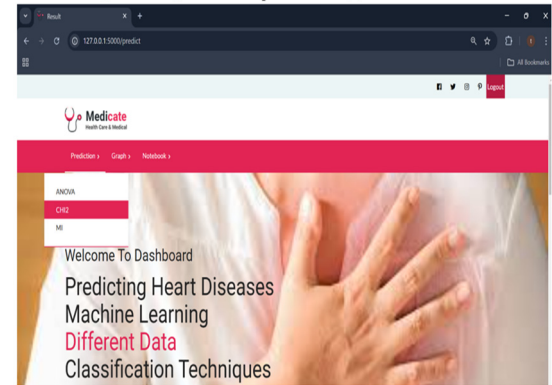 Result
127.0.0.1:5000/predict
All Bookmarks
Logout
Medicate
Health Care & Medical
Prediction
Graph
Notebook
ANOVA
CHI2
MI
Welcome To Dashboard
Predicting Heart Diseases
Machine Learning
Different Data
Classification Techniques